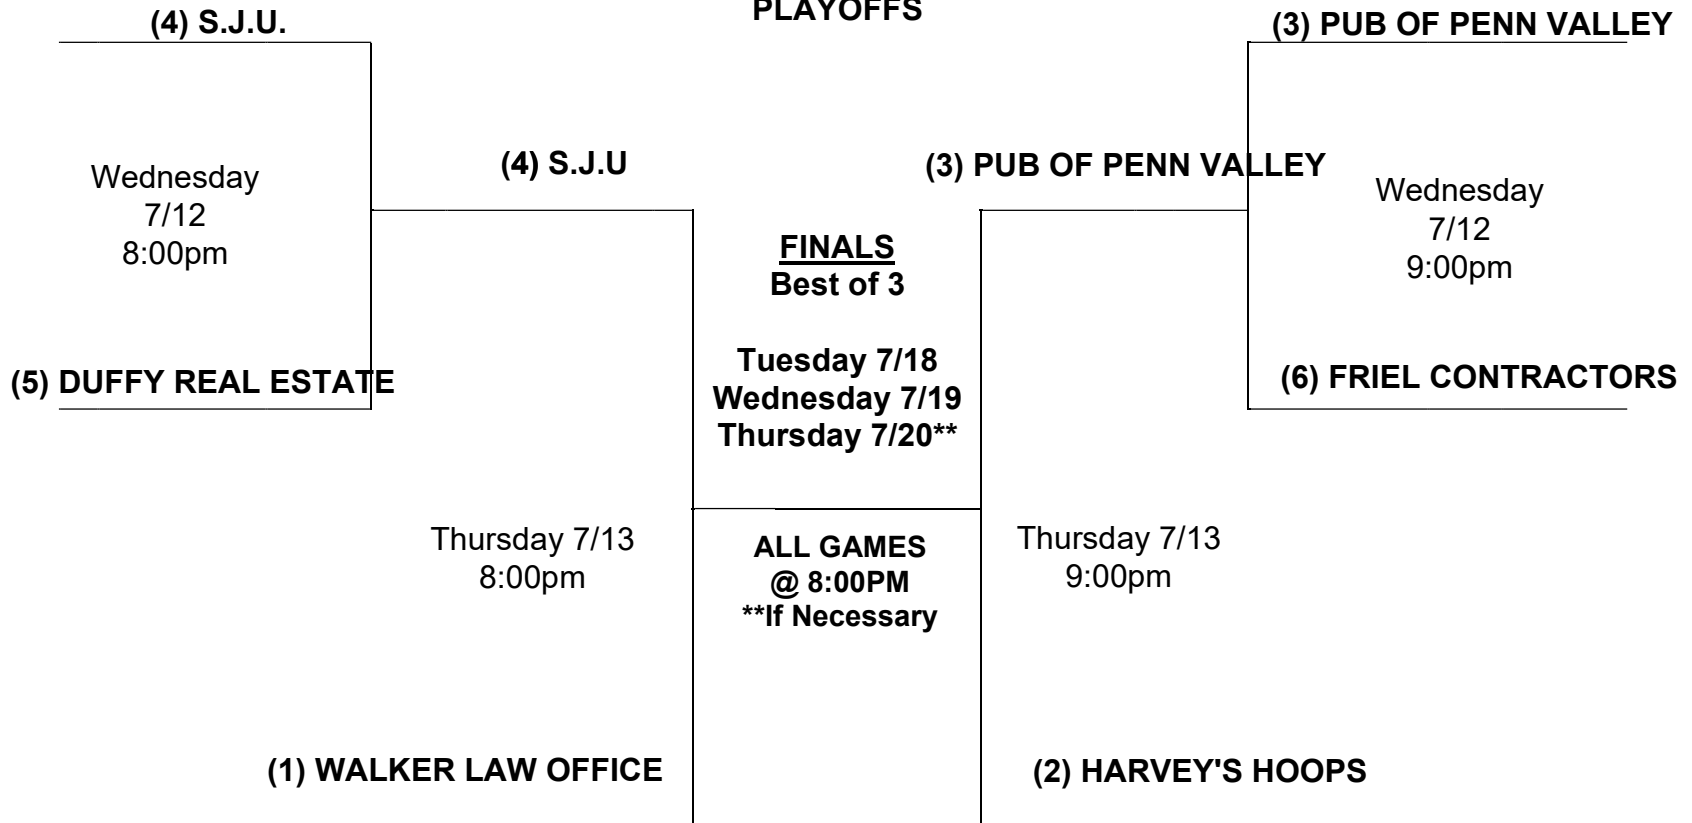 PLAYOFFS
(4) S.J.U.
(3) PUB OF PENN VALLEY
Wednesday
7/12
8:00pm
(4) S.J.U
(3) PUB OF PENN VALLEY
Wednesday
7/12
9:00pm
FINALS
Best of 3
Tuesday 7/18
Wednesday 7/19
Thursday 7/20**
(5) DUFFY REAL ESTATE
(6) FRIEL CONTRACTORS
Thursday 7/13
8:00pm
ALL GAMES
@ 8:00PM
**If Necessary
Thursday 7/13
9:00pm
(1) WALKER LAW OFFICE
(2) HARVEY'S HOOPS